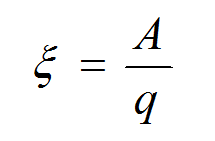 ξ = A/q